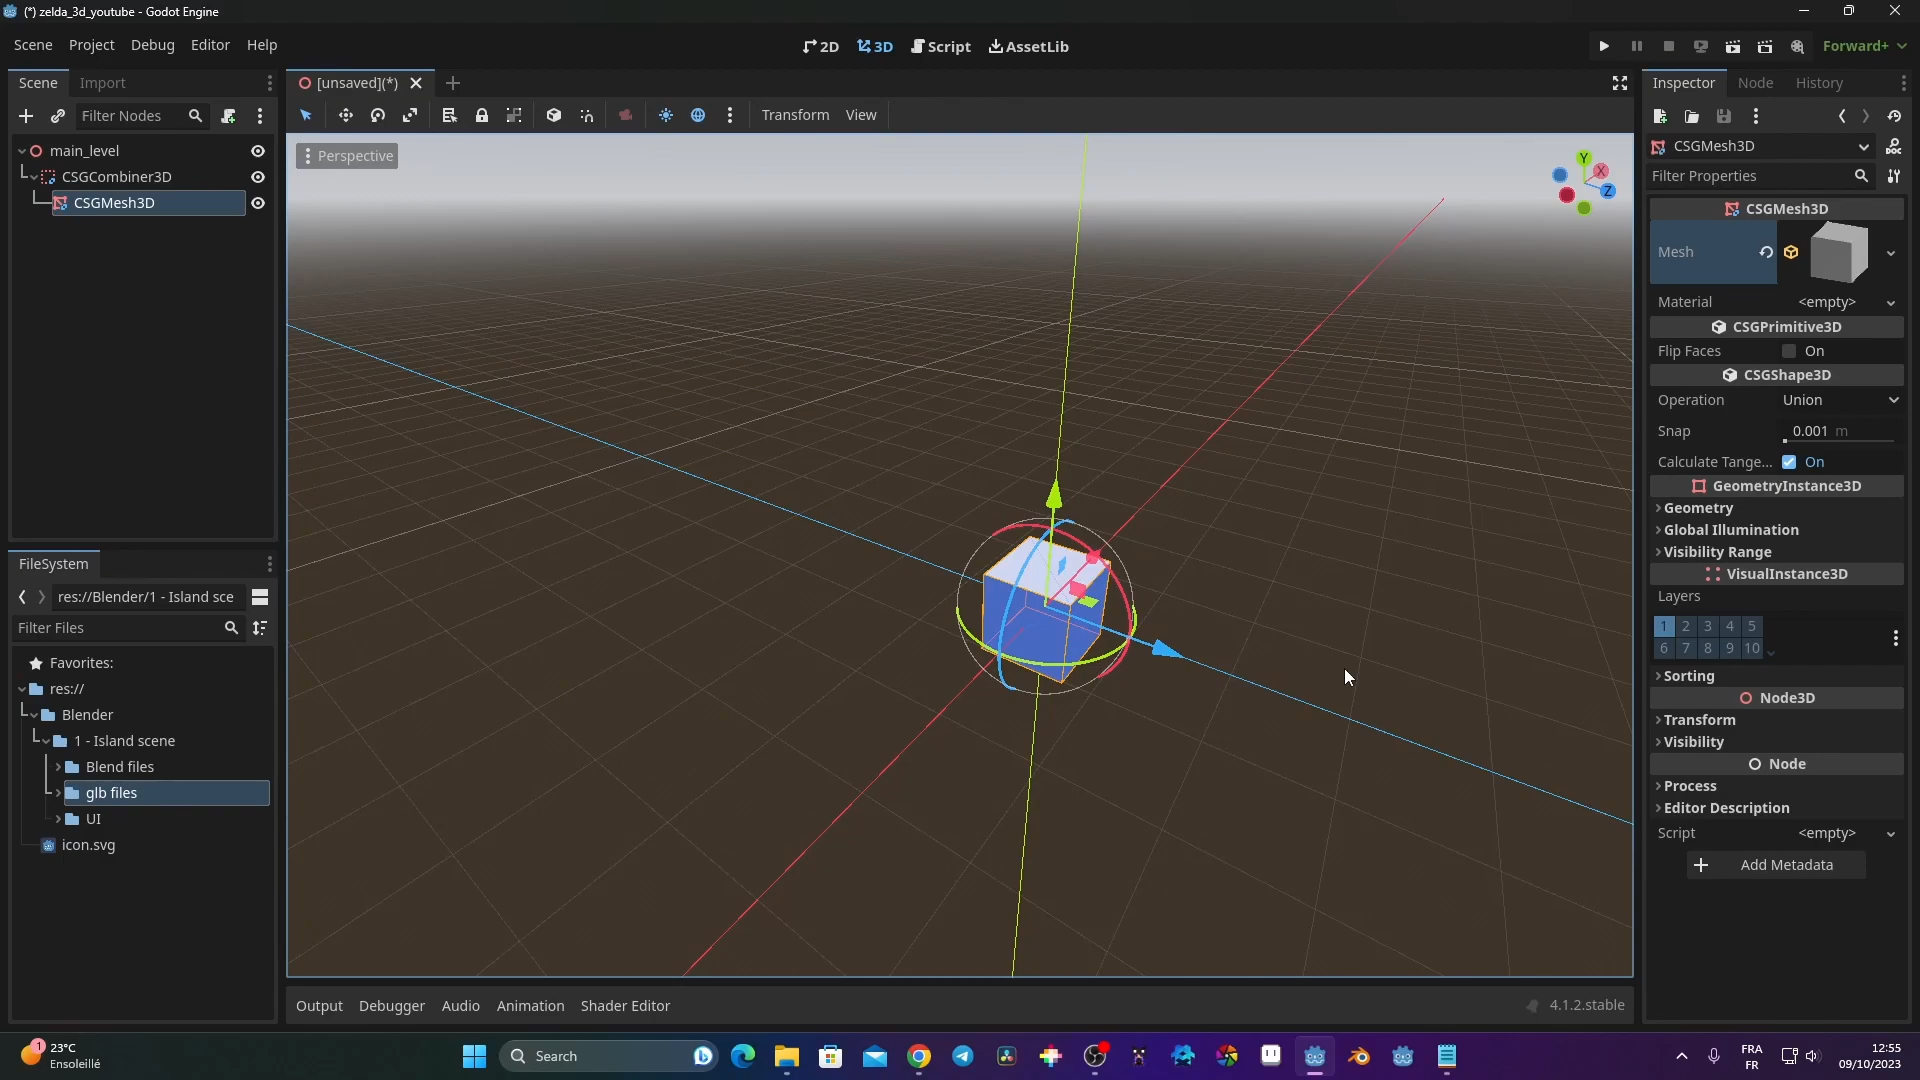 (*) zelda_3d_youtube - Godot Engine
Scene Project Debug Editor Help
2D 3D Script AssetLib
Forward+
Scene Import
Filter Nodes
main_level
CSGCombiner3D
CSGMesh3D
[unsaved](*)
Transform View
Perspective
Y
X
Z
FileSystem
res://Blender/1 - Island sce
Filter Files
Favorites:
res://
Blender
1 - Island scene
Blend files
glb files
UI
icon.svg
Output Debugger Audio Animation Shader Editor
4.1.2.stable
Inspector Node History
CSGMesh3D
Filter Properties
CSGMesh3D
Mesh
Material <empty>
CSGPrimitive3D
Flip Faces On
CSGShape3D
Operation Union
Snap 0.001 m
Calculate Tange... On
GeometryInstance3D
Geometry
Global Illumination
Visibility Range
VisualInstance3D
Layers
1 2 3 4 5
6 7 8 9 10
Sorting
Node3D
Transform
Visibility
Node
Process
Editor Description
Script <empty>
Add Metadata
1
23°C
Ensoleillé
Search
FRA
FR
12:55
09/10/2023